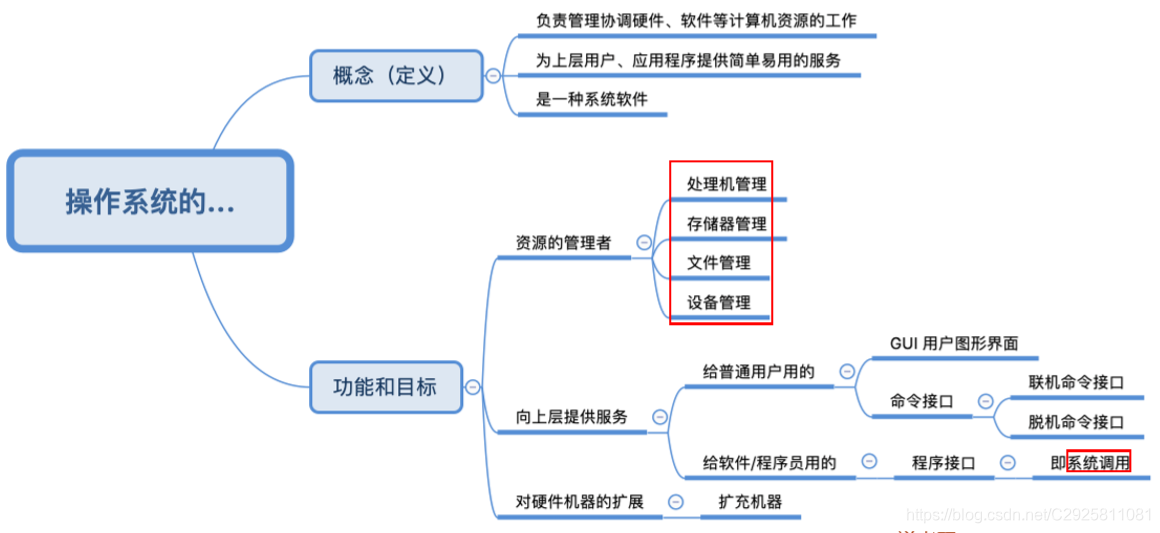 负责管理协调硬件、软件等计算机资源的工作
概念（定义）
为上层用户、应用程序提供简单易用的服务
是一种系统软件
操作系统的...
处理机管理
存储器管理
资源的管理者
文件管理
设备管理
功能和目标
GUI 用户图形界面
给普通用户用的
联机命令接口
命令接口
向上层提供服务
脱机命令接口
给软件/程序员用的
程序接口
即系统调用
对硬件机器的扩展
扩充机器
https://blog.csdn.net/C2925811081